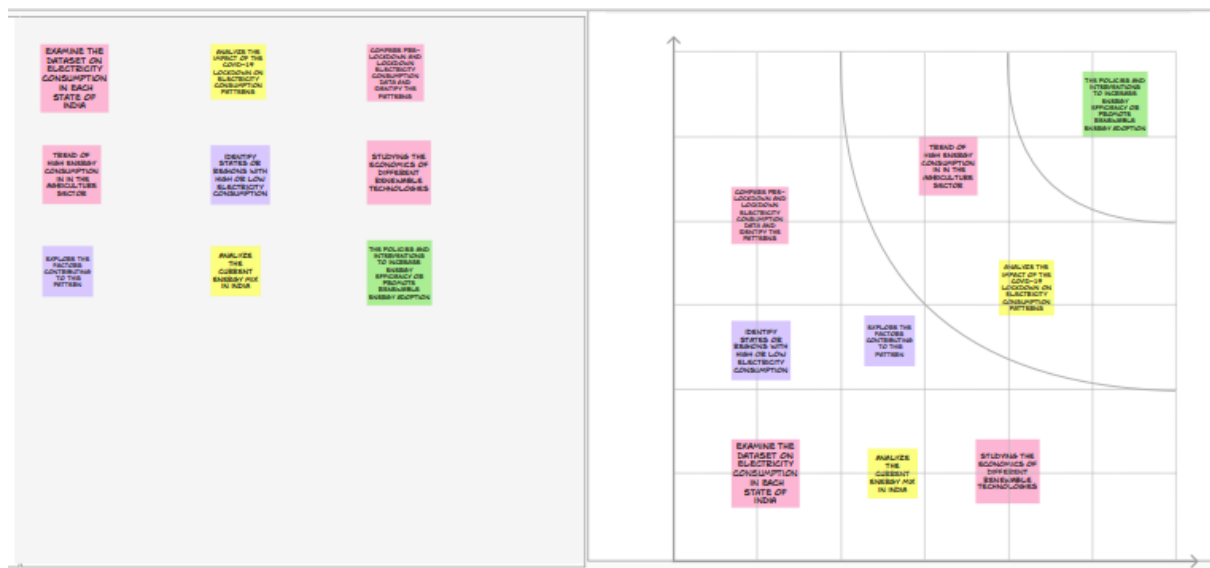 EXAMINE THE
DATASET ON
ELECTRICITY
CONSUMPTION
IN EACH
STATE OF
INDIA
ANALYZE THE
IMPACT OF THE
COVID-19
LOCKDOWN ON
ELECTRICITY
CONSUMPTION
PATTERNS
COMPARE PRE-
LOCKDOWN AND
LOCKDOWN
ELECTRICITY
CONSUMPTION
DATA AND
IDENTIFY THE
PATTERNS
TREND OF
HIGH ENERGY
CONSUMPTION
IN IN THE
AGRICULTURE
SECTOR
IDENTIFY
STATES OR
REGIONS WITH
HIGH OR LOW
ELECTRICITY
CONSUMPTION
STUDYING THE
ECONOMICS OF
DIFFERENT
RENEWABLE
TECHNOLOGIES
EXPLORE THE
FACTORS
CONTRIBUTING
TO THIS
PATTERN
ANALYZE
THE
CURRENT
ENERGY MIX
IN INDIA
THE POLICIES AND
INTERVENTIONS
TO INCREASE
ENERGY
EFFICIENCY OR
PROMOTE
RENEWABLE
ENERGY ADOPTION
THE POLICIES AND
INTERVENTIONS
TO INCREASE
ENERGY
EFFICIENCY OR
PROMOTE
RENEWABLE
ENERGY ADOPTION
TREND OF
HIGH ENERGY
CONSUMPTION
IN IN THE
AGRICULTURE
SECTOR
COMPARE PRE-
LOCKDOWN AND
LOCKDOWN
ELECTRICITY
CONSUMPTION
DATA AND
IDENTIFY THE
PATTERNS
ANALYZE THE
IMPACT OF THE
COVID-19
LOCKDOWN ON
ELECTRICITY
CONSUMPTION
PATTERNS
IDENTIFY
STATES OR
REGIONS WITH
HIGH OR LOW
ELECTRICITY
CONSUMPTION
EXPLORE THE
FACTORS
CONTRIBUTING
TO THIS
PATTERN
EXAMINE THE
DATASET ON
ELECTRICITY
CONSUMPTION
IN EACH
STATE OF
INDIA
ANALYZE
THE
CURRENT
ENERGY MIX
IN INDIA
STUDYING THE
ECONOMICS OF
DIFFERENT
RENEWABLE
TECHNOLOGIES